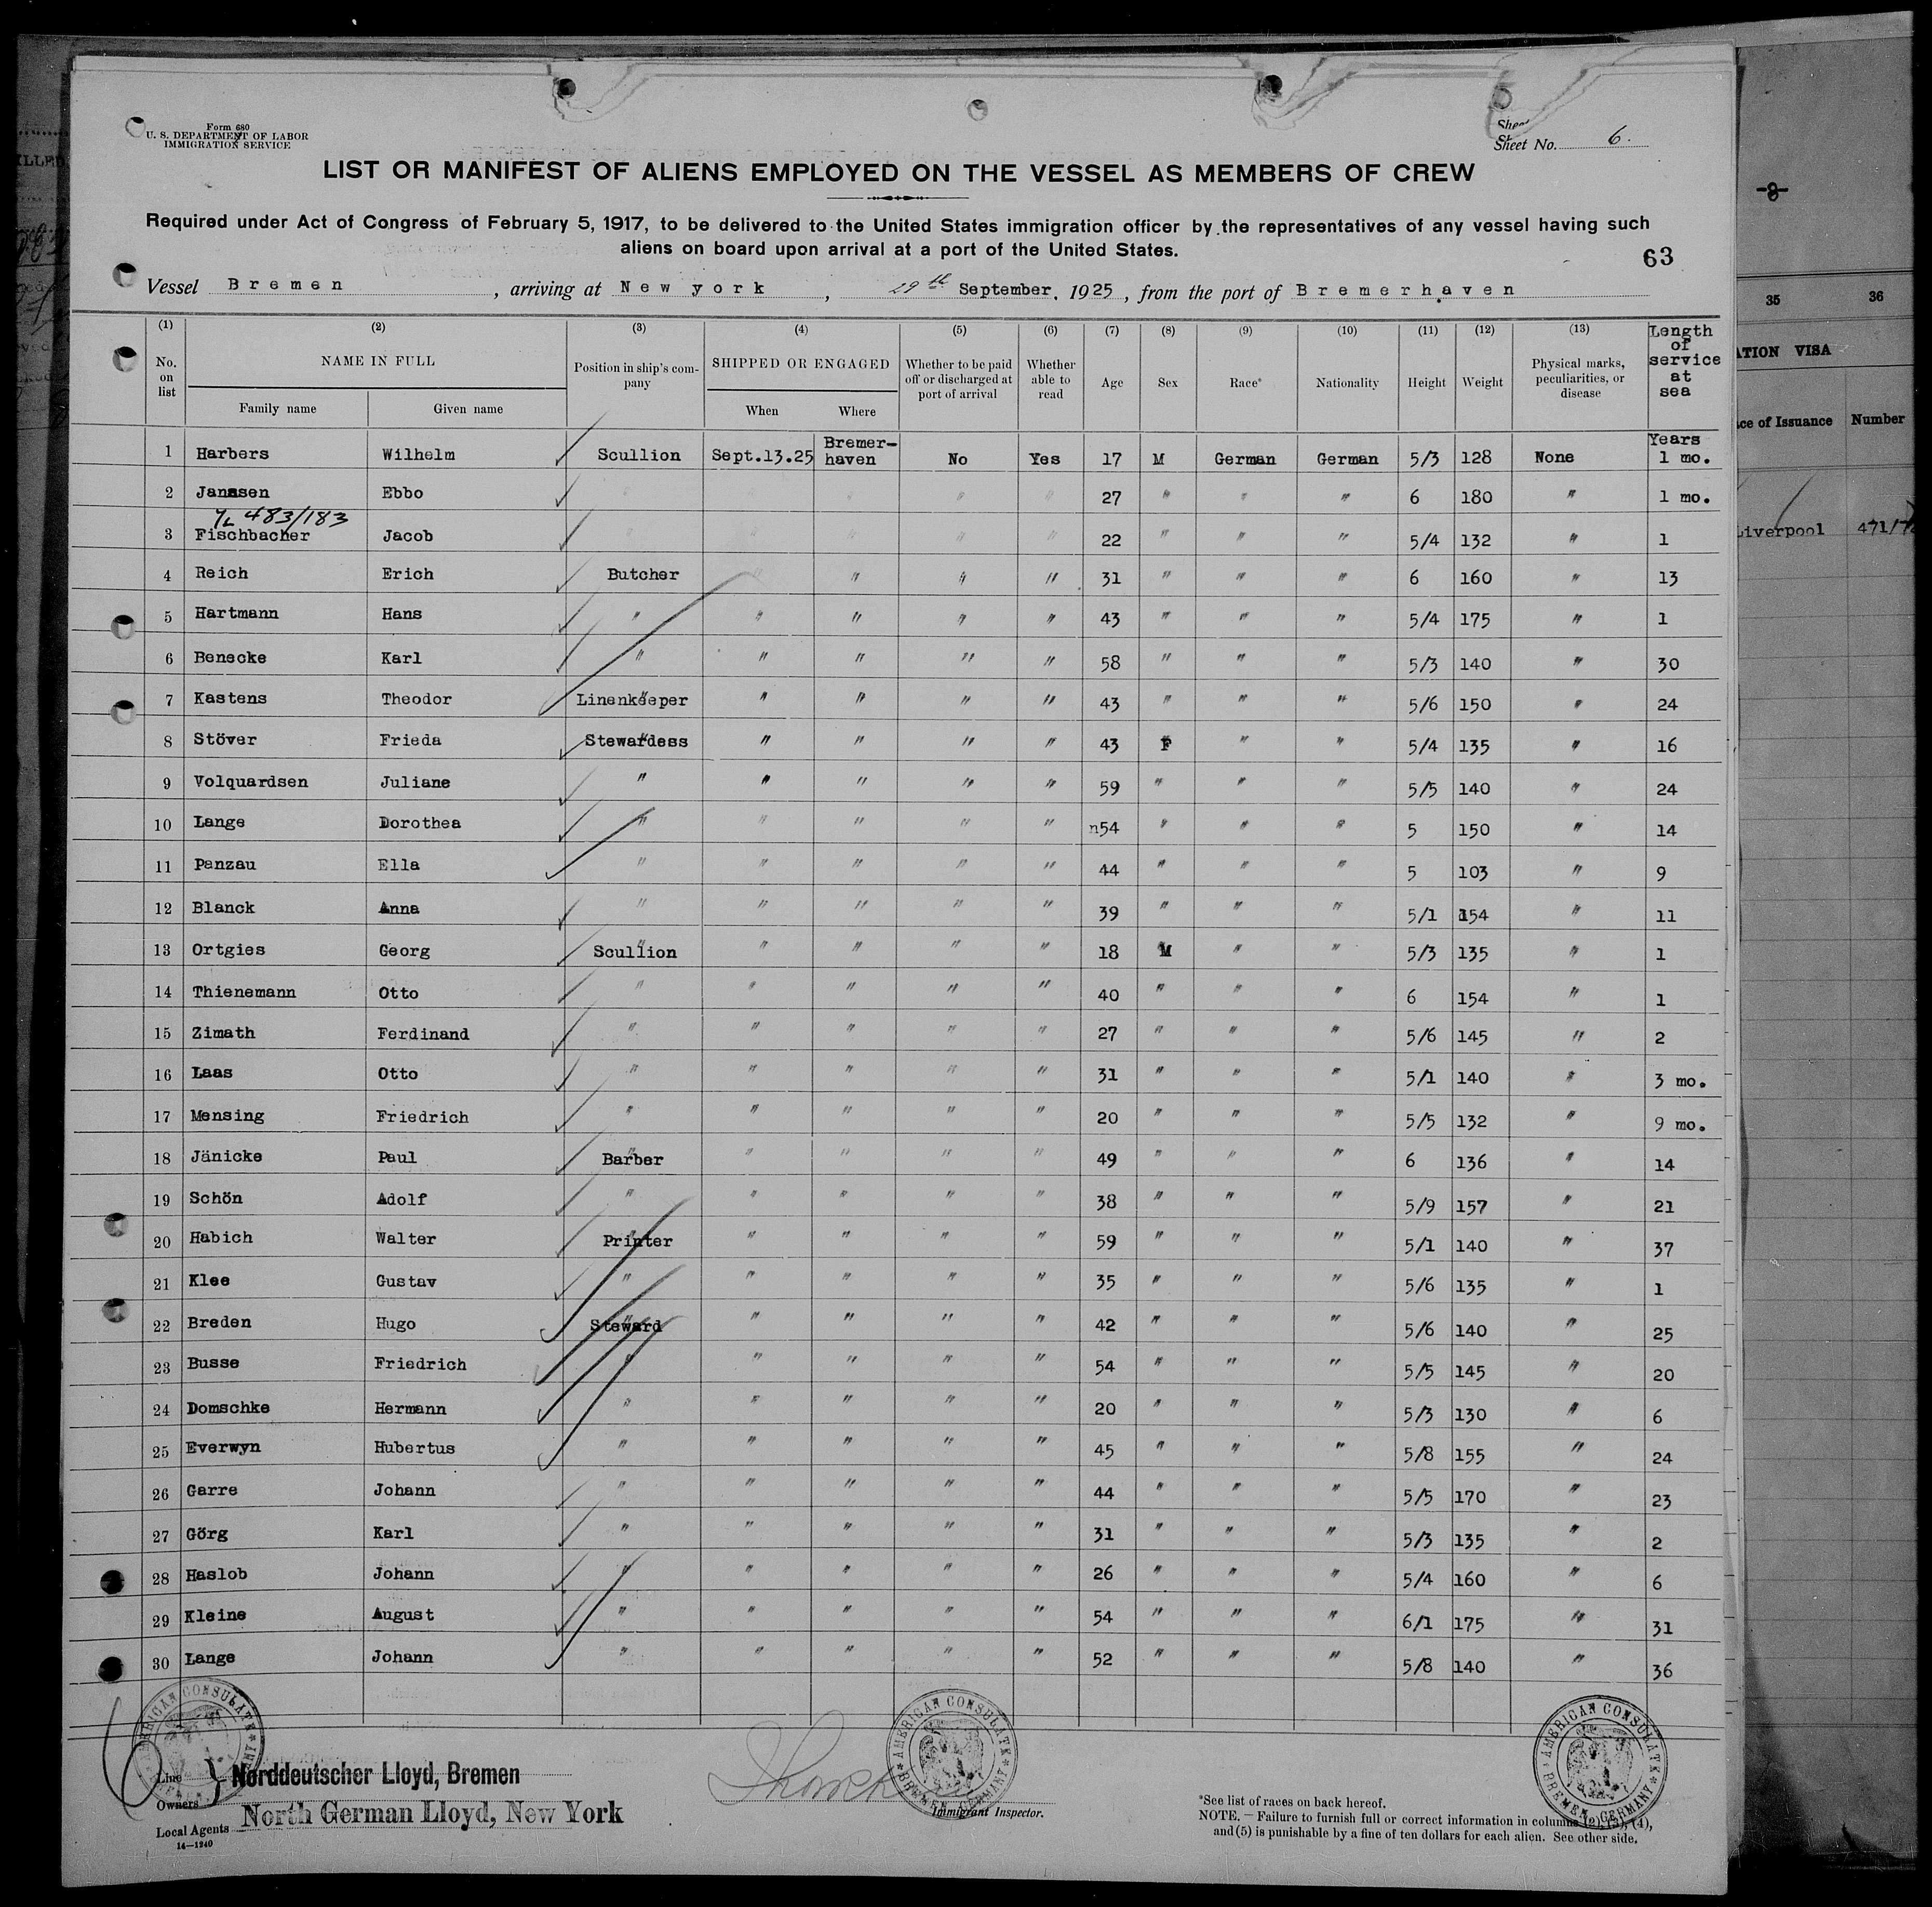 Form 680
U. S. DEPARTMENT OF LABOR
IMMIGRATION SERVICE
Sheet No. 6.
LIST OR MANIFEST OF ALIENS EMPLOYED ON THE VESSEL AS MEMBERS OF CREW
Required under Act of Congress of February 5, 1917, to be delivered to the United States immigration officer by the representatives of any vessel having such
aliens on board upon arrival at a port of the United States.
63
Vessel Bremen, arriving at New york, 29th September, 1925, from the port of Bremerhaven
(1) (2) (3) (4) (5) (6) (7) (8) (9) (10) (11) (12) (13)
No. on list NAME IN FULL Family name Given name Position in ship's company SHIPPED OR ENGAGED When Where Whether to be paid off or discharged at port of arrival Whether able to read Age Sex Race* Nationality Height Weight Physical marks, peculiarities, or disease Length of service at sea
Years
1 Harbers Wilhelm Scullion Sept.13.25 Bremer-haven No Yes 17 M German German 5/3 128 None 1 mo.
2 Janssen Ebbo " " " " " 27 " " " 6 180 " 1 mo.
483/183
3 Fischbacher Jacob " " " " " 22 " " " 5/4 132 " 1
4 Reich Erich Butcher " " " " 31 " " " 6 160 " 13
5 Hartmann Hans " " " " " 43 " " " 5/4 175 " 1
6 Benecke Karl " " " " " 58 " " " 5/3 140 " 30
7 Kastens Theodor Linenkeeper " " " " 43 " " " 5/6 150 " 24
8 Stöver Frieda Stewardess " " " " 43 F " " 5/4 135 " 16
9 Volquardsen Juliane " " " " " 59 " " " 5/5 140 " 24
10 Lange Dorothea " " " " " n54 " " " 5 150 " 14
11 Panzau Ella " " " " " 44 " " " 5 103 " 9
12 Blanck Anna " " " " " 39 " " " 5/1 154 " 11
13 Ortgies Georg Scullion " " " " 18 M " " 5/3 135 " 1
14 Thienemann Otto " " " " " 40 " " " 6 154 " 1
15 Zimath Ferdinand " " " " " 27 " " " 5/6 145 " 2
16 Laas Otto " " " " " 31 " " " 5/1 140 " 3 mo.
17 Mensing Friedrich " " " " " 20 " " " 5/5 132 " 9 mo.
18 Jänicke Paul Barber " " " " 49 " " " 6 136 " 14
19 Schön Adolf " " " " " 38 " " " 5/9 157 " 21
20 Habich Walter Printer " " " " 59 " " " 5/1 140 " 37
21 Klee Gustav " " " " " 35 " " " 5/6 135 " 1
22 Breden Hugo Steward " " " " 42 " " " 5/6 140 " 25
23 Busse Friedrich " " " " " 54 " " " 5/5 145 " 20
24 Domschke Hermann " " " " " 20 " " " 5/3 130 " 6
25 Everwyn Hubertus " " " " " 45 " " " 5/8 155 " 24
26 Garre Johann " " " " " 44 " " " 5/5 170 " 23
27 Görg Karl " " " " " 31 " " " 5/3 135 " 2
28 Haslob Johann " " " " " 26 " " " 5/4 160 " 6
29 Kleine August " " " " " 54 " " " 6/1 175 " 31
30 Lange Johann " " " " " 52 " " " 5/8 140 " 36
AMERICAN CONSULATE
AMERICAN CONSULATE BREMEN, GERMANY
AMERICAN CONSULATE BREMEN, GERMANY
Line Norddeutscher Lloyd, Bremen
Owners
Local Agents North German Lloyd, New York
14—1240
Immigrant Inspector.
*See list of races on back hereof.
NOTE. — Failure to furnish full or correct information in columns (2), (3), (4),
and (5) is punishable by a fine of ten dollars for each alien. See other side.
8
35 36
ATION VISA
ce of Issuance Number
Liverpool 471/7